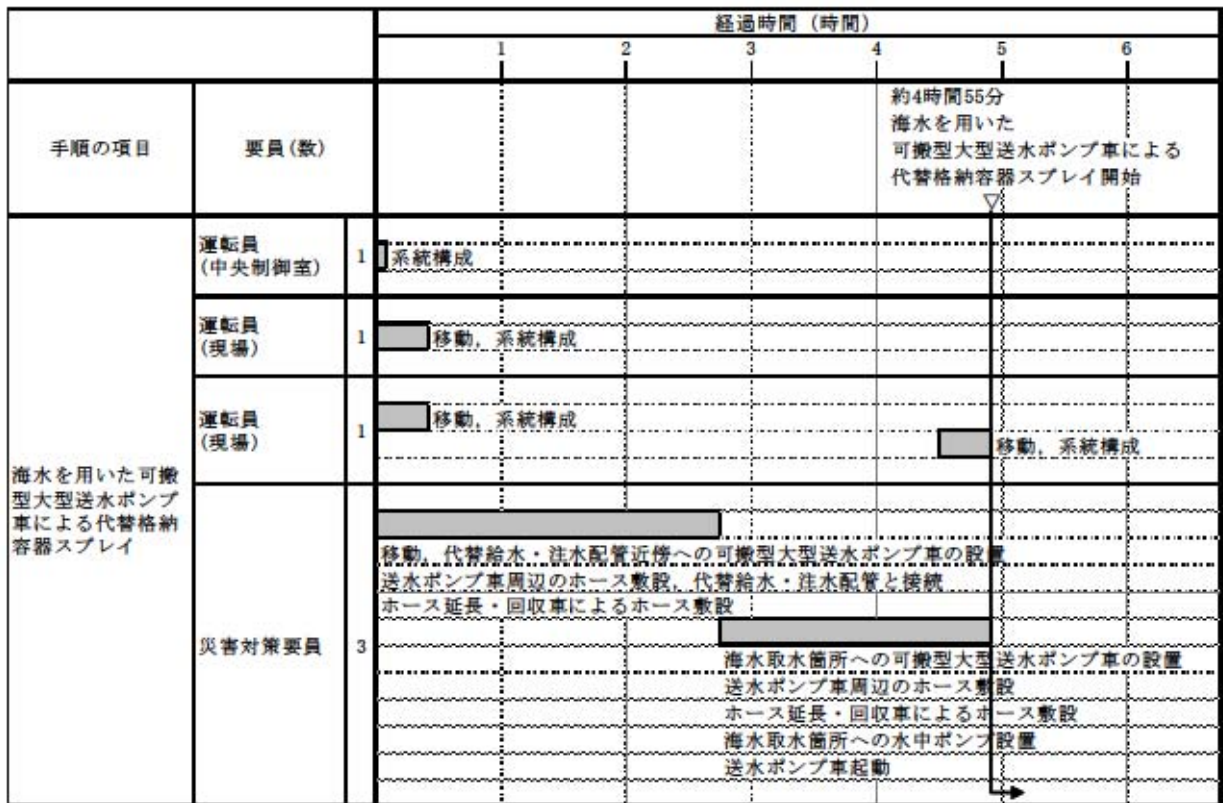 経過時間（時間）
1 2 3 4 5 6
手順の項目
要員(数)
約4時間55分
海水を用いた
可搬型大型送水ポンプ車による
代替格納容器スプレイ開始
▽
海水を用いた可搬
型大型送水ポンプ
車による代替格納
容器スプレイ
運転員
(中央制御室)
1
系統構成
運転員
(現場)
1
移動，系統構成
運転員
(現場)
1
移動，系統構成
移動，系統構成
災害対策要員
3
移動，代替給水・注水配管近傍への可搬型大型送水ポンプ車の設置
送水ポンプ車周辺のホース敷設，代替給水・注水配管と接続
ホース延長・回収車によるホース敷設
海水取水箇所への可搬型大型送水ポンプ車の設置
送水ポンプ車周辺のホース敷設
ホース延長・回収車によるホース敷設
海水取水箇所への水中ポンプ設置
送水ポンプ車起動